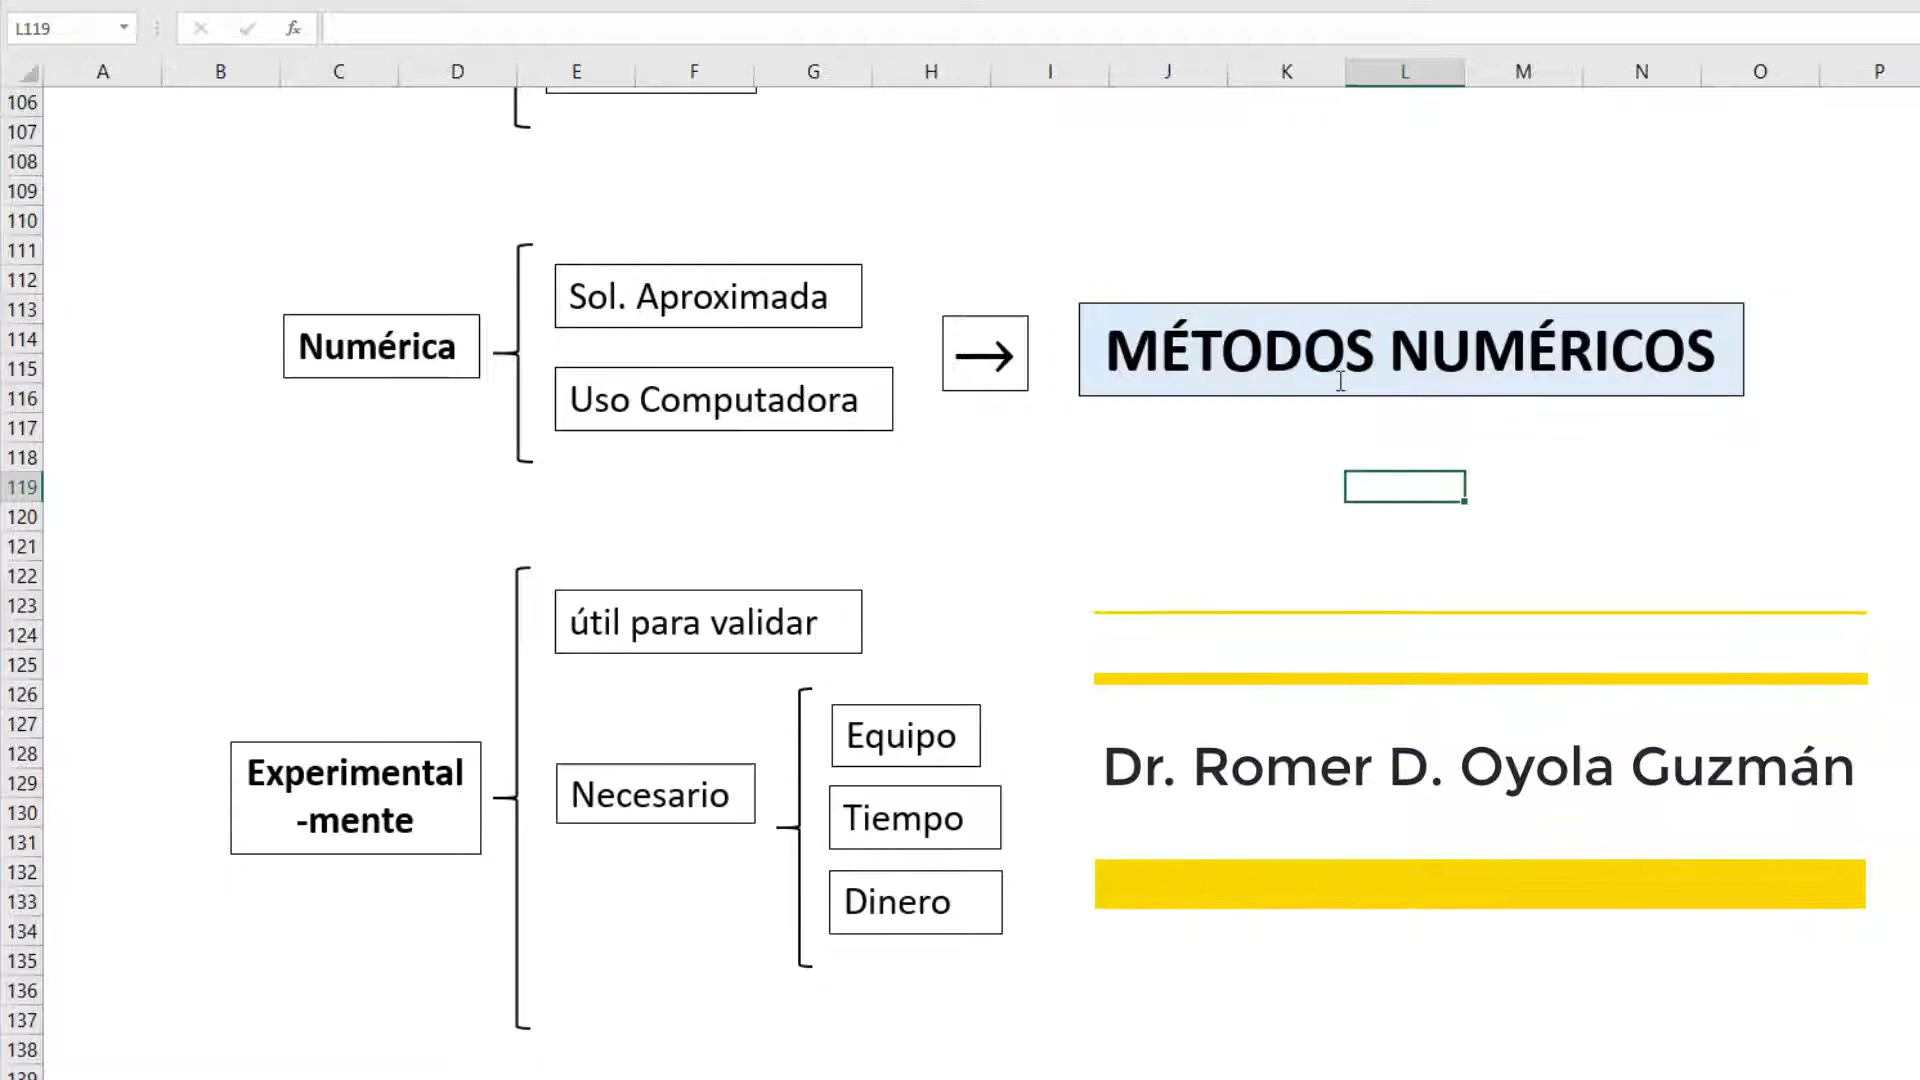 L119
fx
A B C D E F G H I J K L M N O P
106
107
108
109
110
111
112
113
114
115
116
117
118
119
120
121
122
123
124
125
126
127
128
129
130
131
132
133
134
135
136
137
138
139
Numérica
Sol. Aproximada
Uso Computadora
→
MÉTODOS NUMÉRICOS
Experimental
-mente
útil para validar
Necesario
Equipo
Tiempo
Dinero
Dr. Romer D. Oyola Guzmán